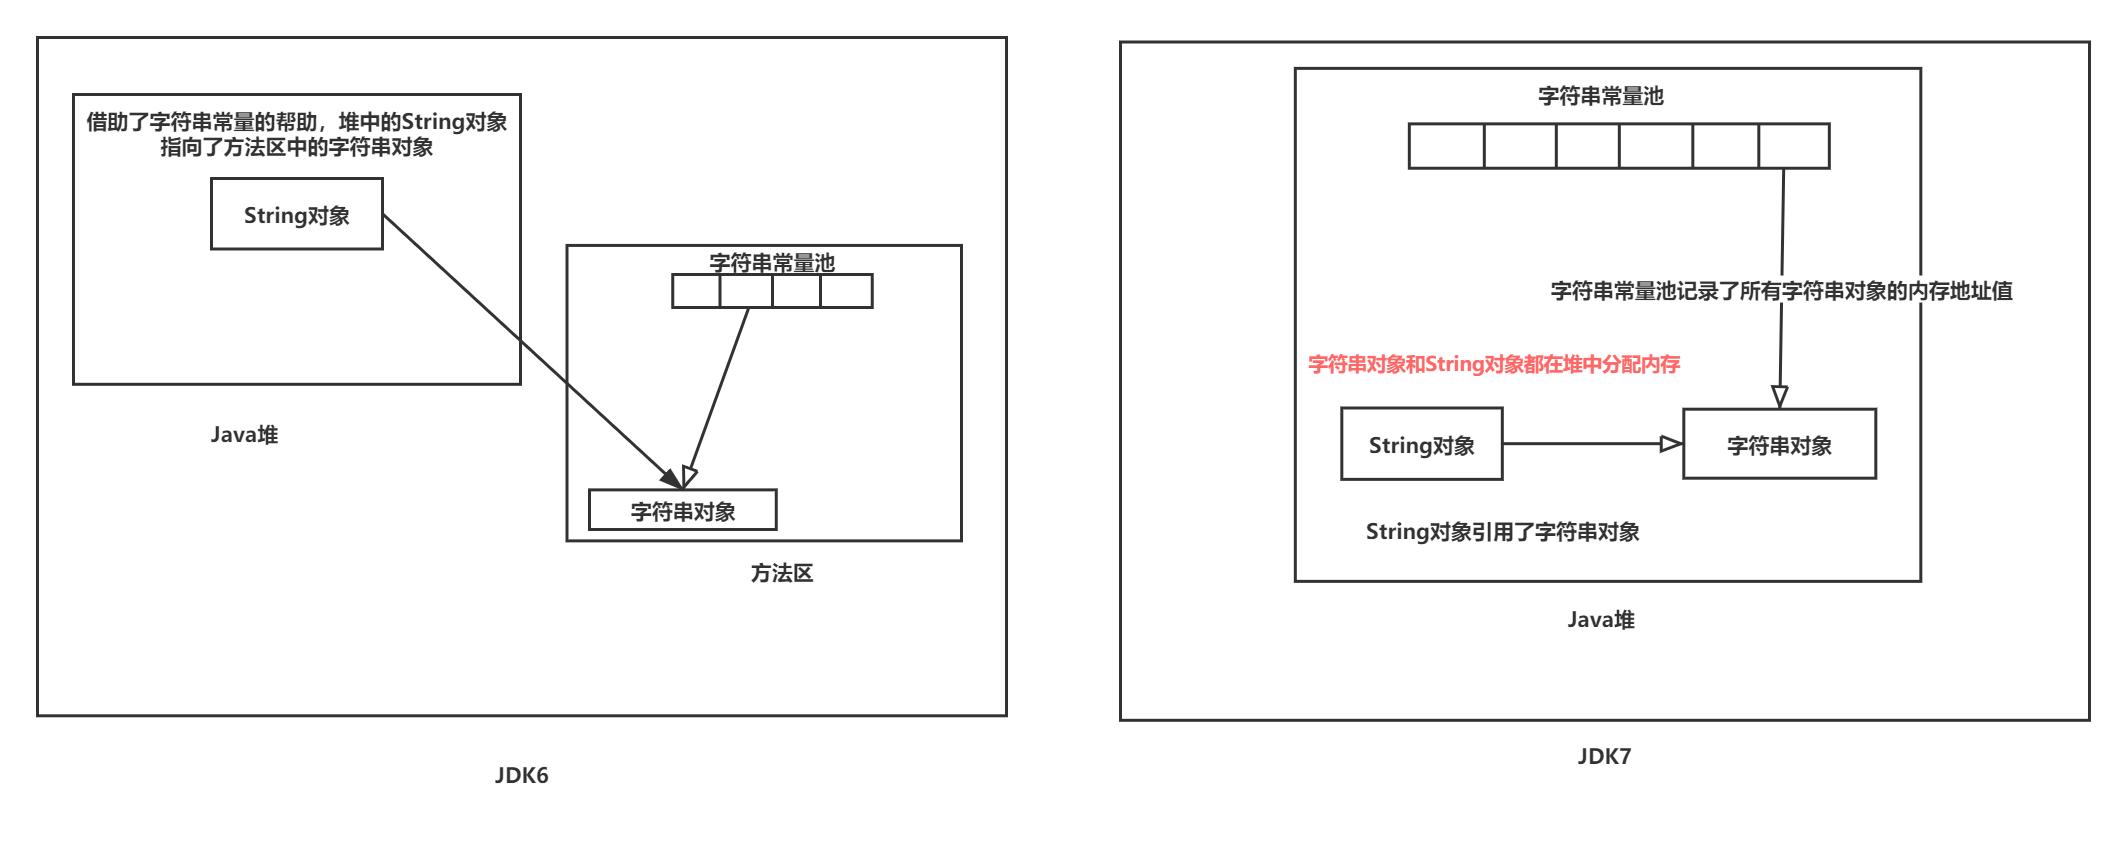 借助了字符串常量的帮助，堆中的String对象
指向了方法区中的字符串对象
String对象
字符串常量池
字符串对象
Java堆
方法区
JDK6
字符串常量池
字符串常量池记录了所有字符串对象的内存地址值
字符串对象和String对象都在堆中分配内存
String对象
字符串对象
String对象引用了字符串对象
Java堆
JDK7